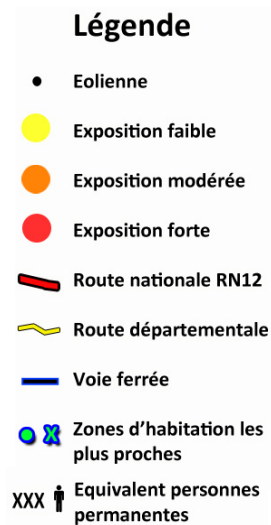 Légende
Eolienne
Exposition faible
Exposition modérée
Exposition forte
Route nationale RN12
Route départementale
Voie ferrée
Zones d'habitation les
plus proches
XXX Equivalent personnes
permanentes